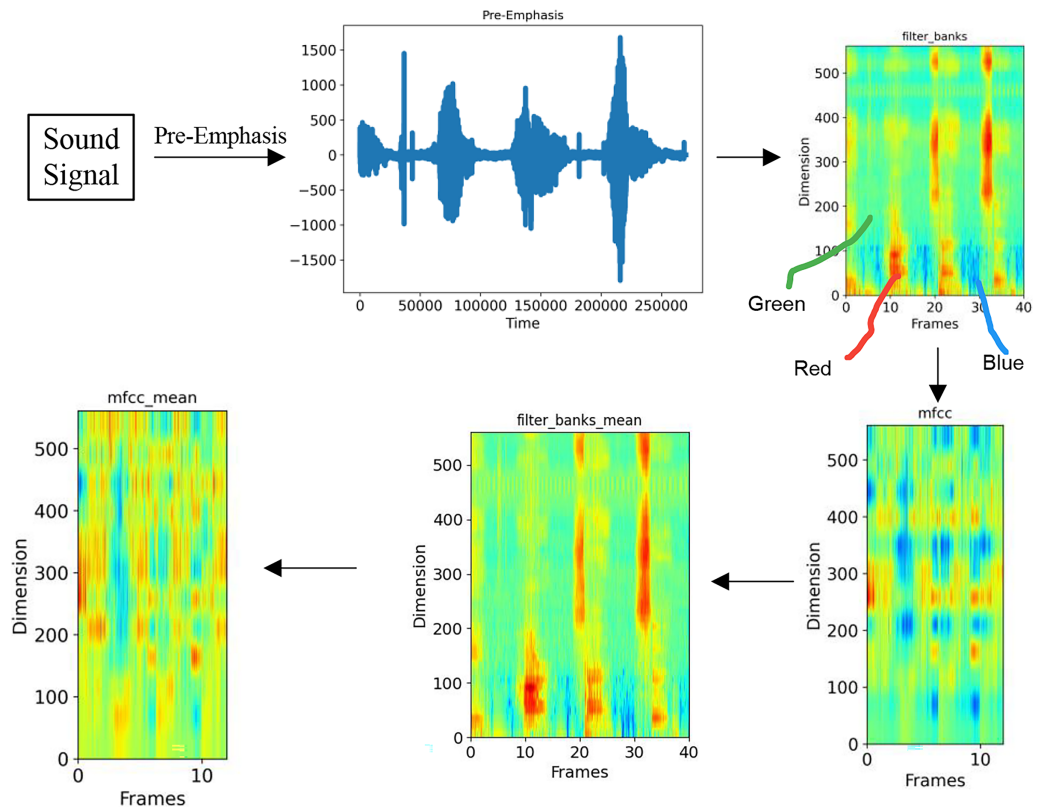 Sound
Signal
Pre-Emphasis
Pre-Emphasis
1500
1000
500
0
−500
−1000
−1500
0 50000 100000 150000 200000 250000
Time
filter_banks
Dimension
500
400
300
200
100
0
0 10 20 30 40
Frames
Green
Red
Blue
mfcc_mean
Dimension
500
400
300
200
100
0
0 10
Frames
filter_banks_mean
Dimension
500
400
300
200
100
0
0 10 20 30 40
Frames
mfcc
Dimension
500
400
300
200
100
0
0 10
Frames